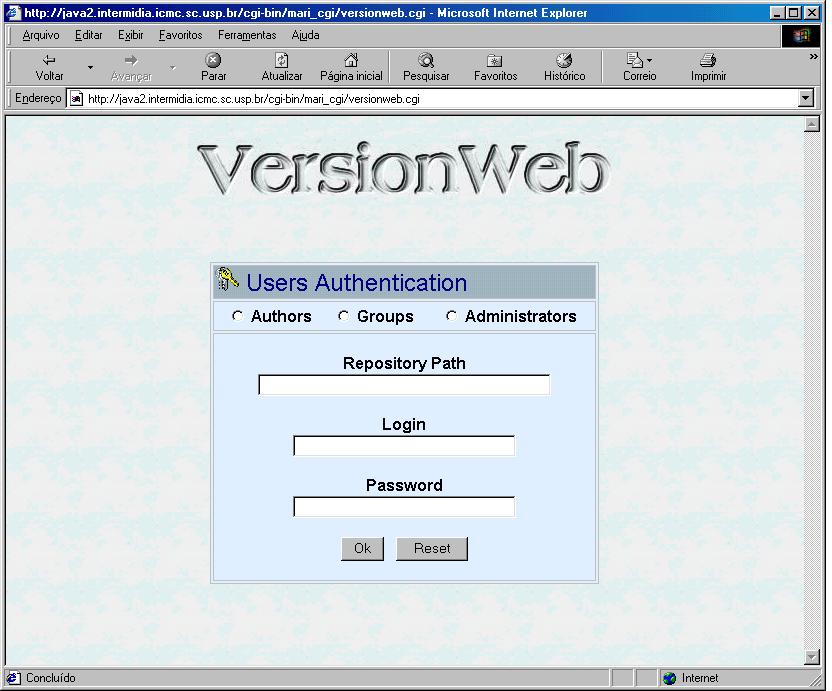 http://java2.intermidia.icmc.sc.usp.br/cgi-bin/mari_cgi/versionweb.cgi - Microsoft Internet Explorer
Arquivo Editar Exibir Favoritos Ferramentas Ajuda
Voltar Avançar Parar Atualizar Página inicial Pesquisar Favoritos Histórico Correio Imprimir »
Endereço http://java2.intermidia.icmc.sc.usp.br/cgi-bin/mari_cgi/versionweb.cgi
VersionWeb
Users Authentication
Authors Groups Administrators
Repository Path
Login
Password
Ok Reset
Concluído Internet